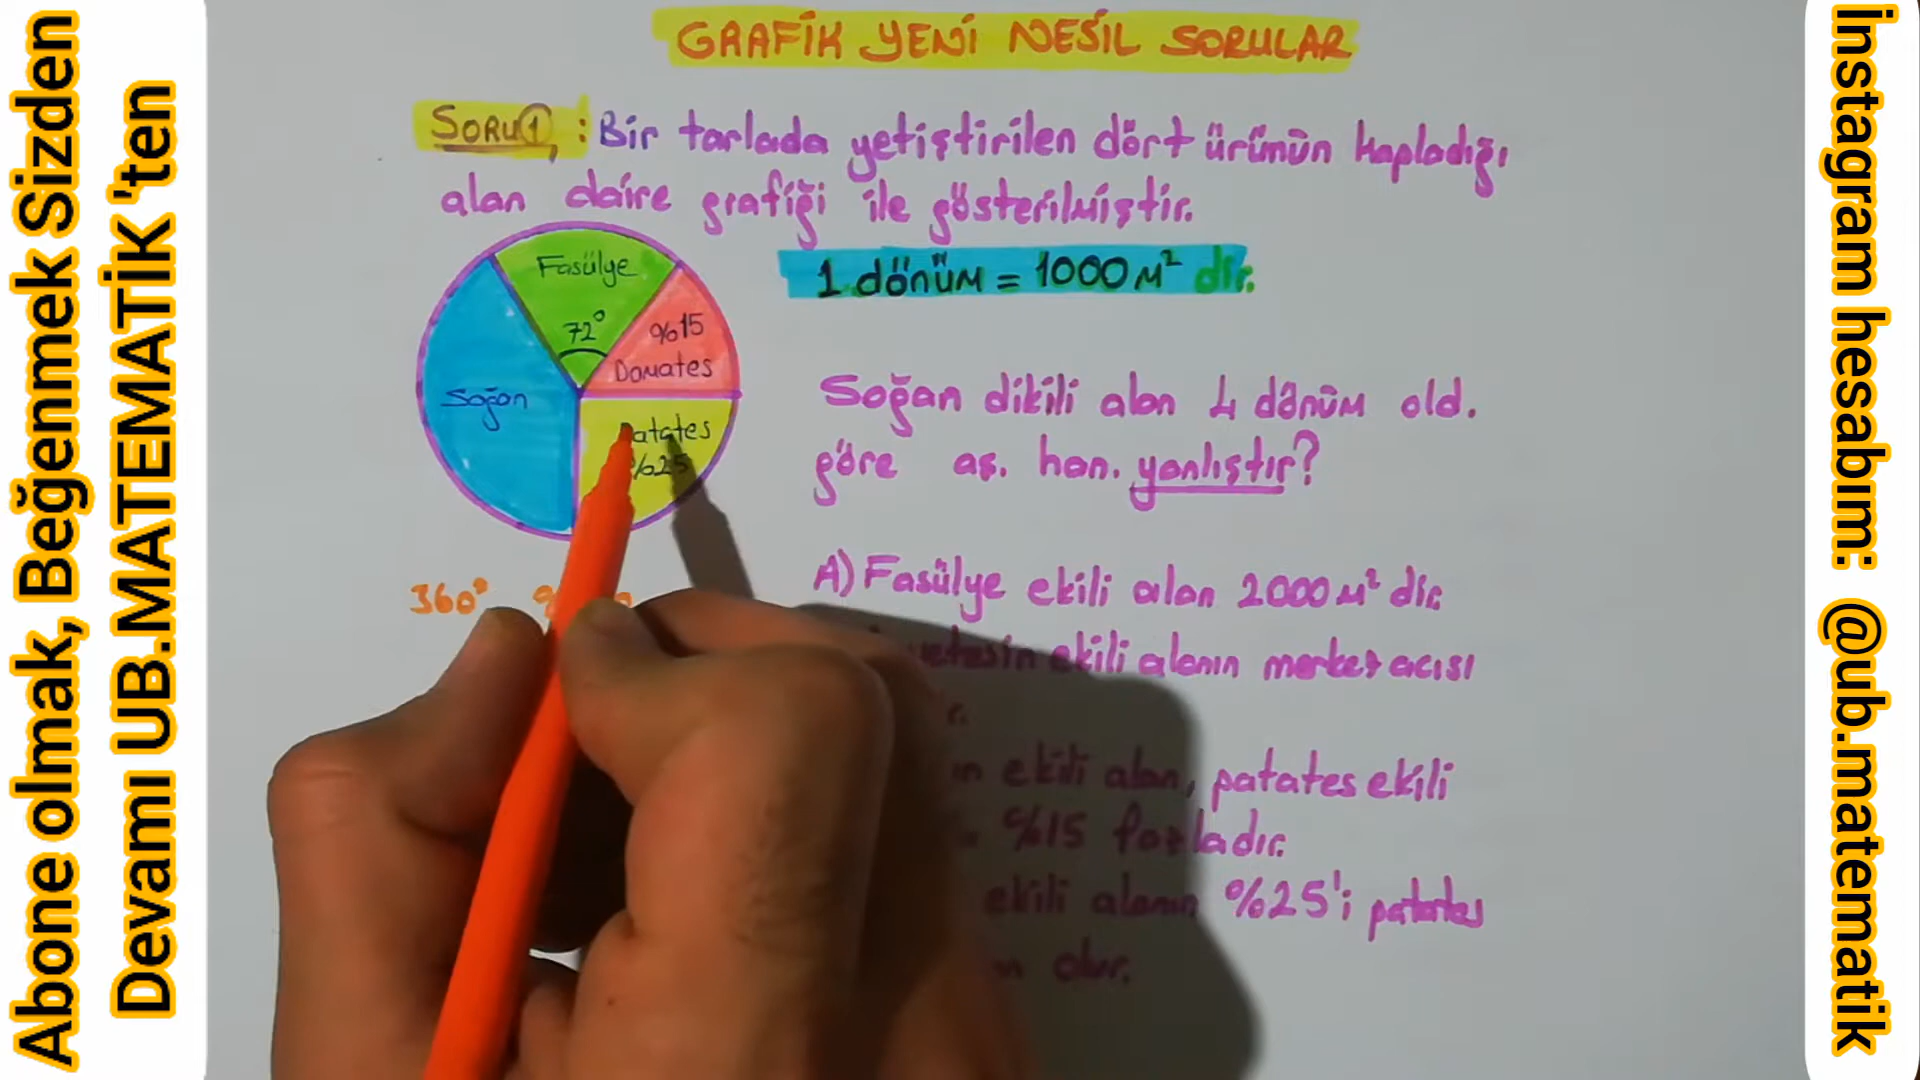 Abone olmak, Beğenmek Sizden
Devamı UB.MATEMATİK'ten
GRAFİK YENİ NESİL SORULAR
SORU 1 : Bir tarlada yetiştirilen dört ürünün kapladığı
alan daire grafiği ile gösterilmiştir.
1 dönüm = 1000 M² dir.
Fasülye
72°
%15
Domates
Soğan
Patates
%25
Soğan dikili alan 4 dönüm old.
göre aş. han. yanlıştır?
360°
A) Fasülye ekili alan 2000 M² dir.
ekili alanın merkez acısı
ekili alan, patates ekili
%15 fazladır.
ekili alanın %25'i patates
olur.
İnstagram hesabım: @ub.matematik